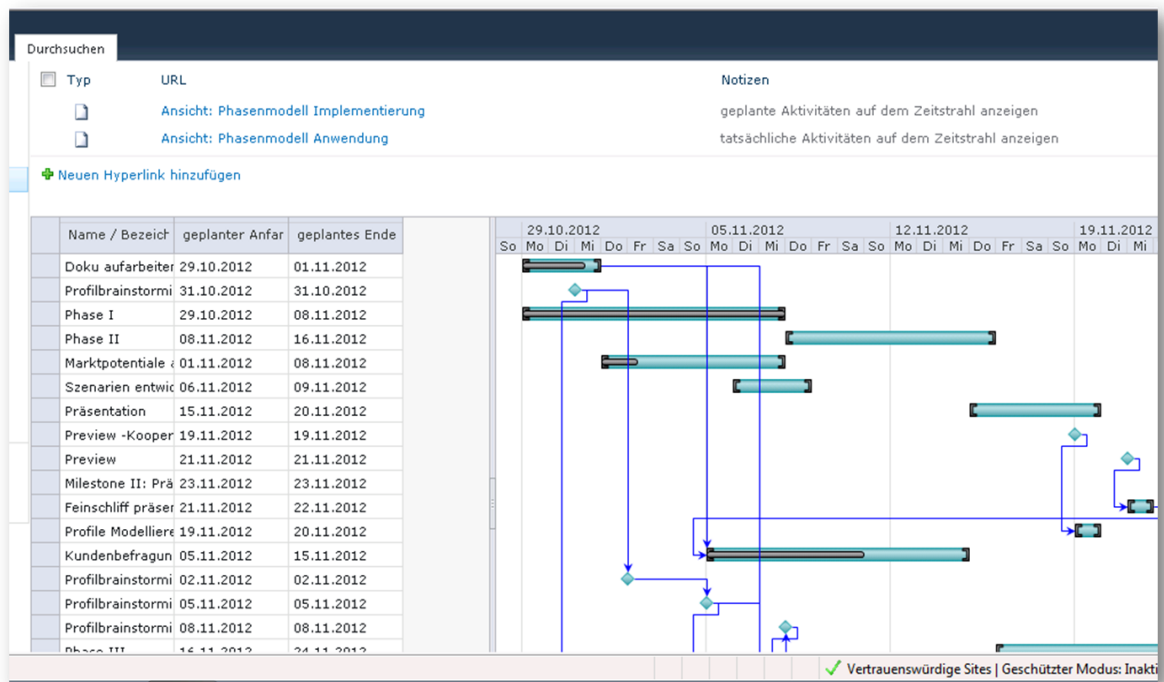 Durchsuchen
Typ URL Notizen
Ansicht: Phasenmodell Implementierung geplante Aktivitäten auf dem Zeitstrahl anzeigen
Ansicht: Phasenmodell Anwendung tatsächliche Aktivitäten auf dem Zeitstrahl anzeigen
Neuen Hyperlink hinzufügen
29.10.2012 05.11.2012 12.11.2012 19.11.2012
Name / Bezeich geplanter Anfar geplantes Ende
So Mo Di Mi Do Fr Sa So Mo Di Mi Do Fr Sa So Mo Di Mi Do Fr Sa So Mo Di Mi
Doku aufarbeiter 29.10.2012 01.11.2012
Profilbrainstormi 31.10.2012 31.10.2012
Phase I 29.10.2012 08.11.2012
Phase II 08.11.2012 16.11.2012
Marktpotentiale 01.11.2012 08.11.2012
Szenarien entwic 06.11.2012 09.11.2012
Präsentation 15.11.2012 20.11.2012
Preview -Kooper 19.11.2012 19.11.2012
Preview 21.11.2012 21.11.2012
Milestone II: Prä 23.11.2012 23.11.2012
Feinschliff präser 21.11.2012 22.11.2012
Profile Modelliere 19.11.2012 20.11.2012
Kundenbefragun 05.11.2012 15.11.2012
Profilbrainstormi 02.11.2012 02.11.2012
Profilbrainstormi 05.11.2012 05.11.2012
Profilbrainstormi 08.11.2012 08.11.2012
Phase III 16.11.2012 24.11.2012
Vertrauenswürdige Sites | Geschützter Modus: Inakti